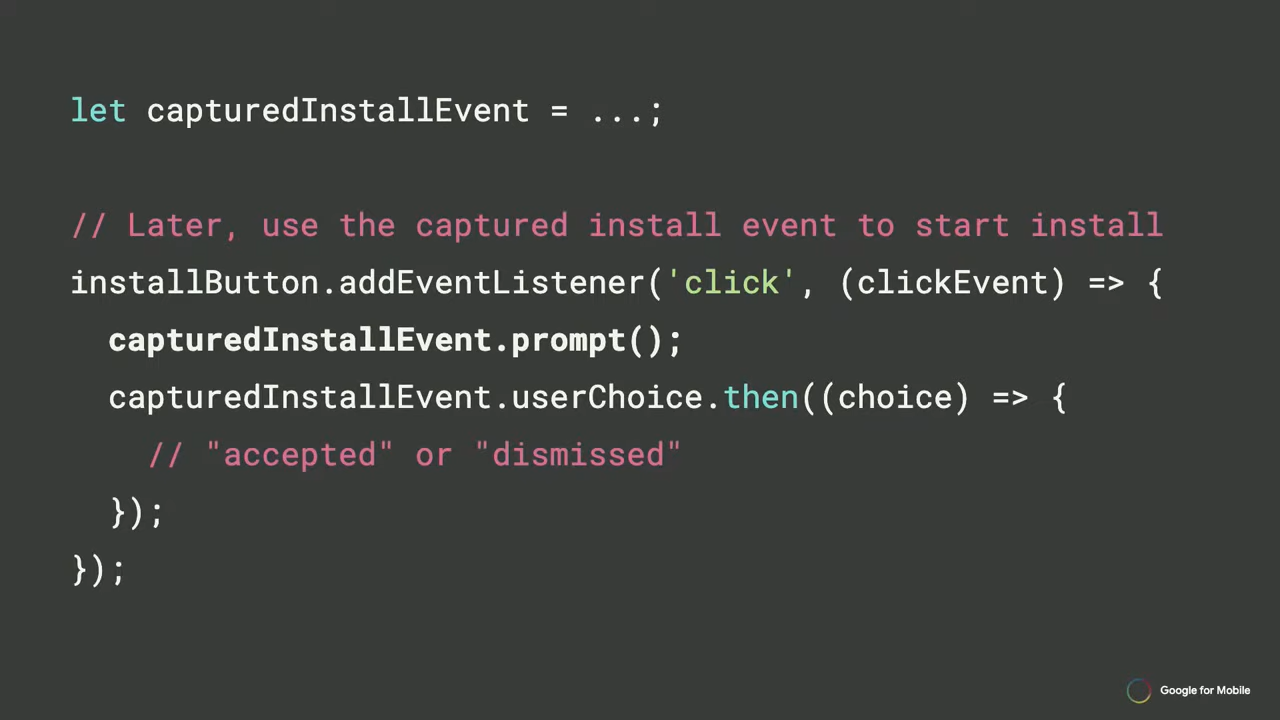 let capturedInstallEvent = ...;
// Later, use the captured install event to start install
installButton.addEventListener('click', (clickEvent) => {
  capturedInstallEvent.prompt();
  capturedInstallEvent.userChoice.then((choice) => {
    // "accepted" or "dismissed"
  });
});
Google for Mobile